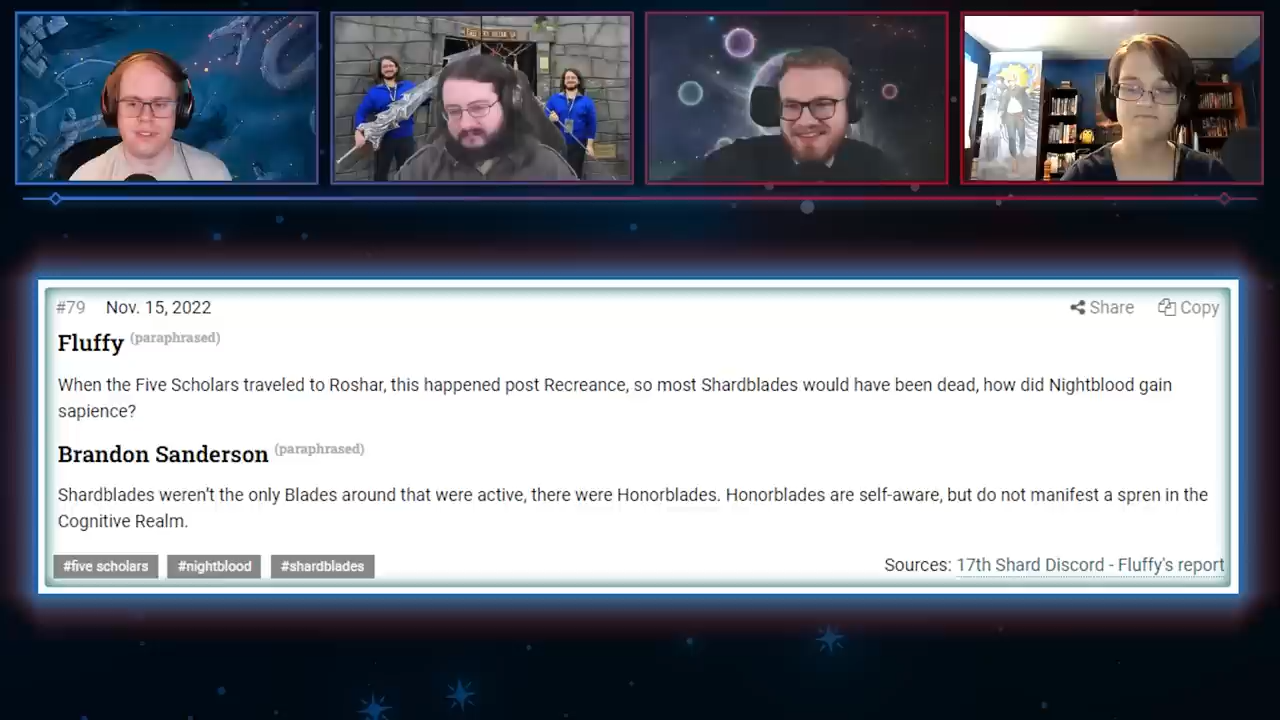 #79 Nov. 15, 2022 Share Copy
Fluffy (paraphrased)
When the Five Scholars traveled to Roshar, this happened post Recreance, so most Shardblades would have been dead, how did Nightblood gain
sapience?
Brandon Sanderson (paraphrased)
Shardblades weren't the only Blades around that were active, there were Honorblades. Honorblades are self-aware, but do not manifest a spren in the
Cognitive Realm.
#five scholars #nightblood #shardblades Sources: 17th Shard Discord - Fluffy's report